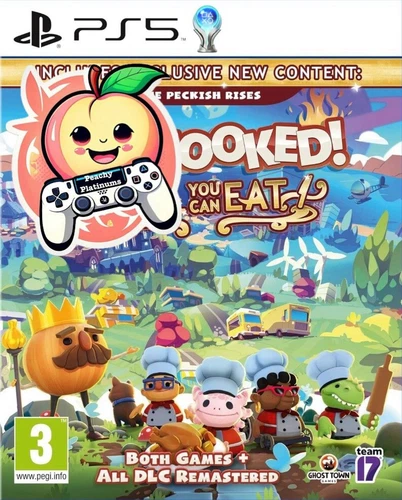 PS5
INCLUDES EXCLUSIVE NEW CONTENT:
PECKISH RISES
OOKED!
YOU
CAN EAT!
Peachy
Platinums
BOTH GAMES +
ALL DLC REMASTERED
3
www.pegi.info
GHOST TOWN
GAMES
team
17